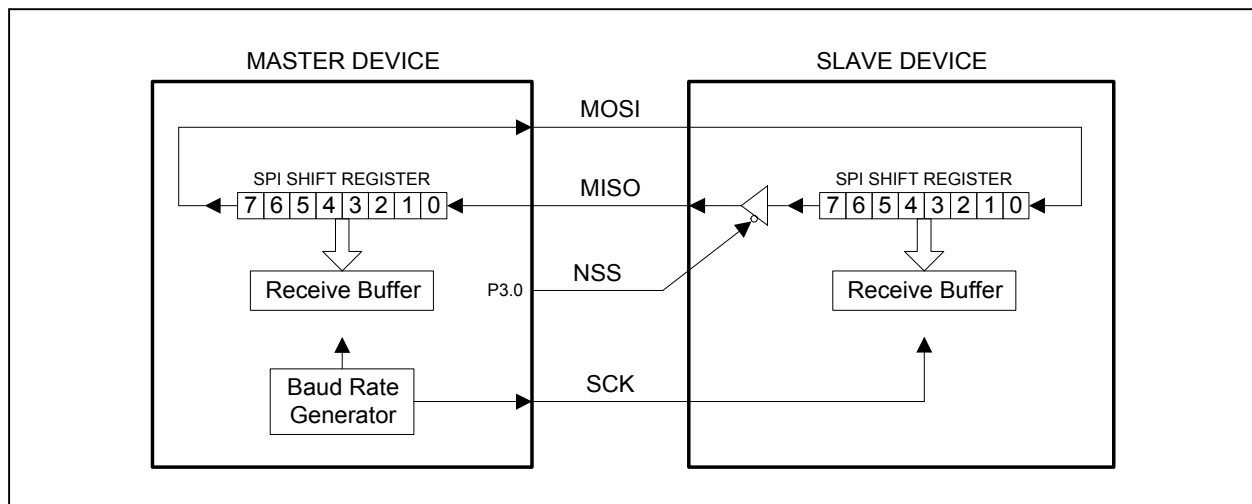 MASTER DEVICE
SLAVE DEVICE
MOSI
SPI SHIFT REGISTER
7 6 5 4 3 2 1 0
MISO
SPI SHIFT REGISTER
7 6 5 4 3 2 1 0
Receive Buffer
P3.0
NSS
Receive Buffer
Baud Rate
Generator
SCK